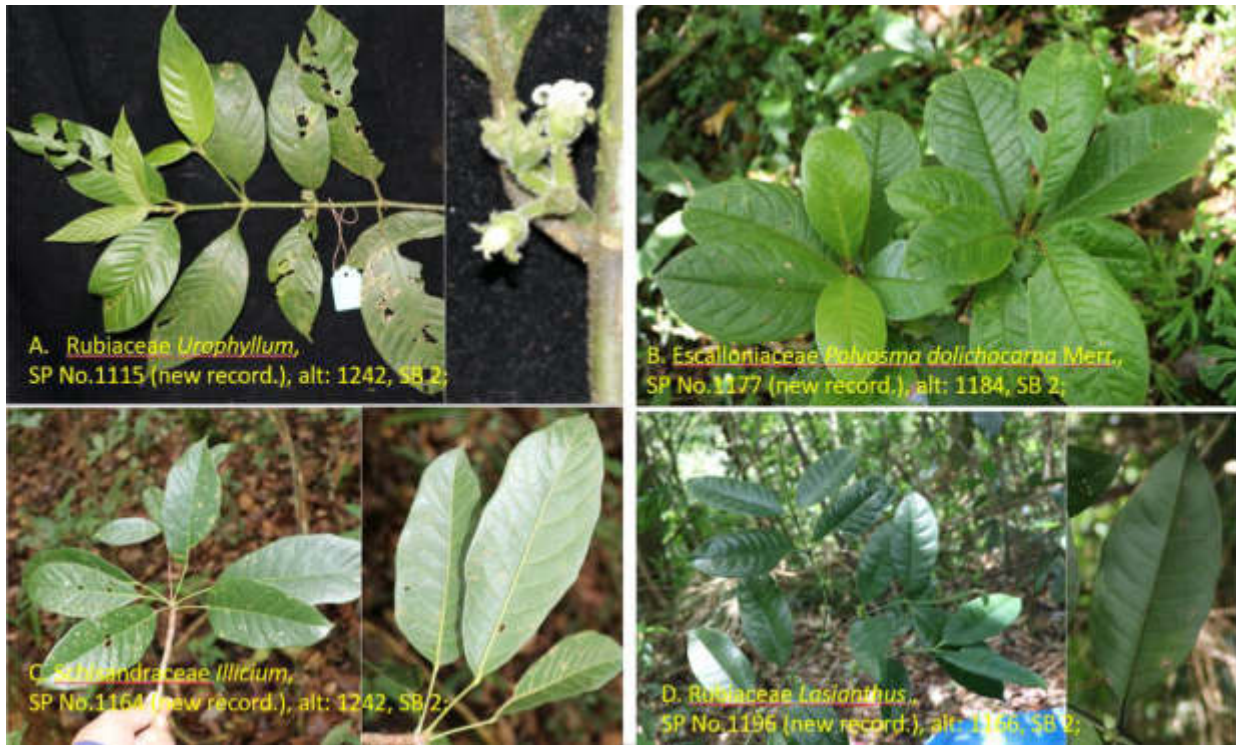 A. Rubiaceae Urophyllum,
SP No.1115 (new record.), alt: 1242, SB 2;
B. Escalloniaceae Polyosma dolichocarpa Merr.,
SP No.1177 (new record.), alt: 1184, SB 2;
C. Schisandraceae Illicium,
SP No.1164 (new record.), alt: 1242, SB 2;
D. Rubiaceae Lasianthus.,
SP No.1196 (new record.), alt: 1166, SB 2;